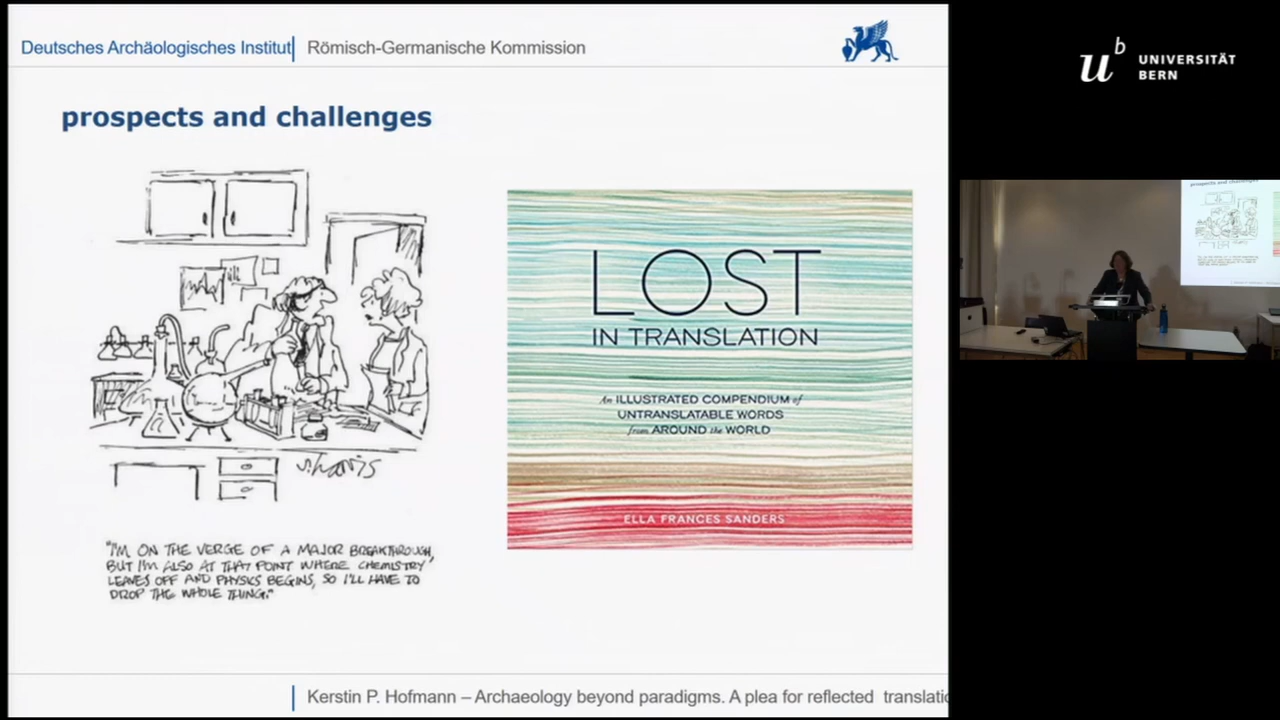 Deutsches Archäologisches Institut
Römisch-Germanische Kommission
prospects and challenges
S. Harris
"I'M ON THE VERGE OF A MAJOR BREAKTHROUGH,
BUT I'M ALSO AT THAT POINT WHERE CHEMISTRY
LEAVES OFF AND PHYSICS BEGINS, SO I'LL HAVE TO
DROP THE WHOLE THING."
LOST
IN TRANSLATION
An ILLUSTRATED COMPENDIUM of
UNTRANSLATABLE WORDS
from AROUND the WORLD
ELLA FRANCES SANDERS
Kerstin P. Hofmann – Archaeology beyond paradigms. A plea for reflected translatio
u b
UNIVERSITÄT
BERN
prospects and challenges